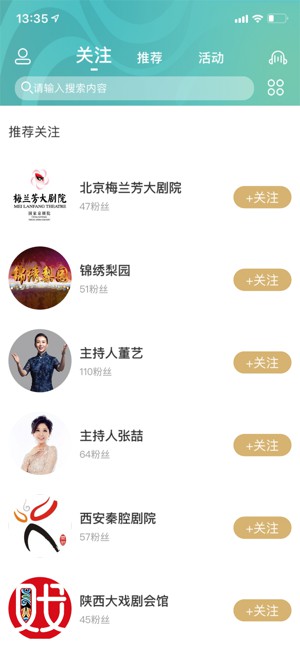 13:35
关注 推荐 活动
请输入搜索内容
推荐关注
梅兰芳大剧院
MEI LANFANG THEATRE
国家京剧院
北京梅兰芳大剧院
47粉丝
+关注
锦绣梨园
锦绣梨园
51粉丝
+关注
主持人董艺
110粉丝
+关注
主持人张喆
64粉丝
+关注
西安秦腔剧院
57粉丝
+关注
戏
陕西大戏剧会馆
45粉丝
+关注